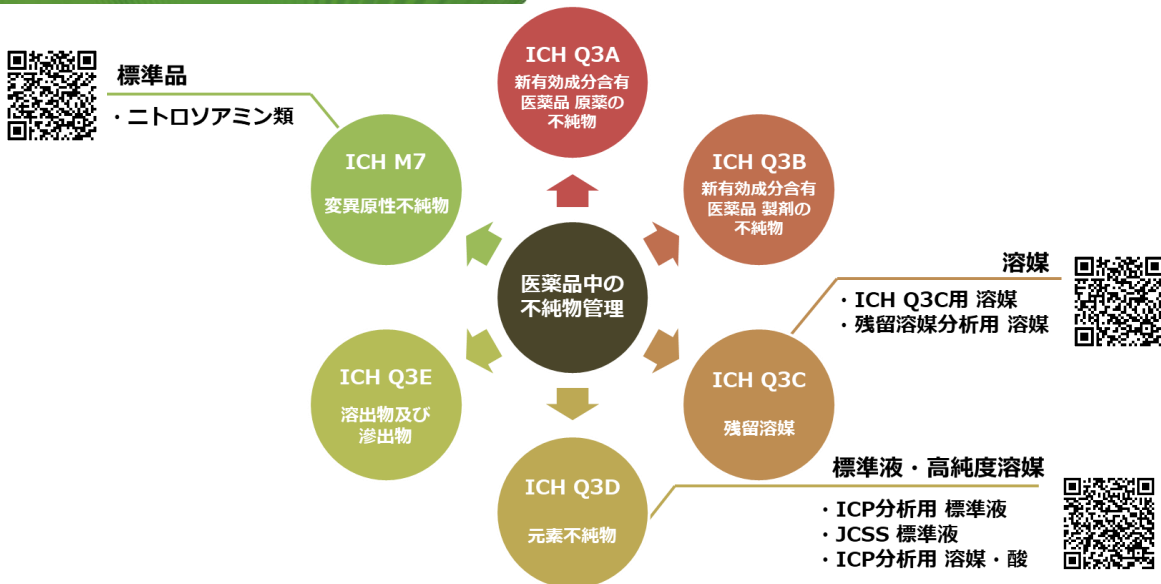 ICH Q3A
新有効成分含有
医薬品 原薬の
不純物
標準品
・ニトロソアミン類
ICH M7
変異原性不純物
ICH Q3B
新有効成分含有
医薬品 製剤の
不純物
医薬品中の
不純物管理
溶媒
・ICH Q3C用 溶媒
・残留溶媒分析用 溶媒
ICH Q3E
溶出物及び
滲出物
ICH Q3C
残留溶媒
ICH Q3D
元素不純物
標準液・高純度溶媒
・ICP分析用 標準液
・JCSS 標準液
・ICP分析用 溶媒・酸